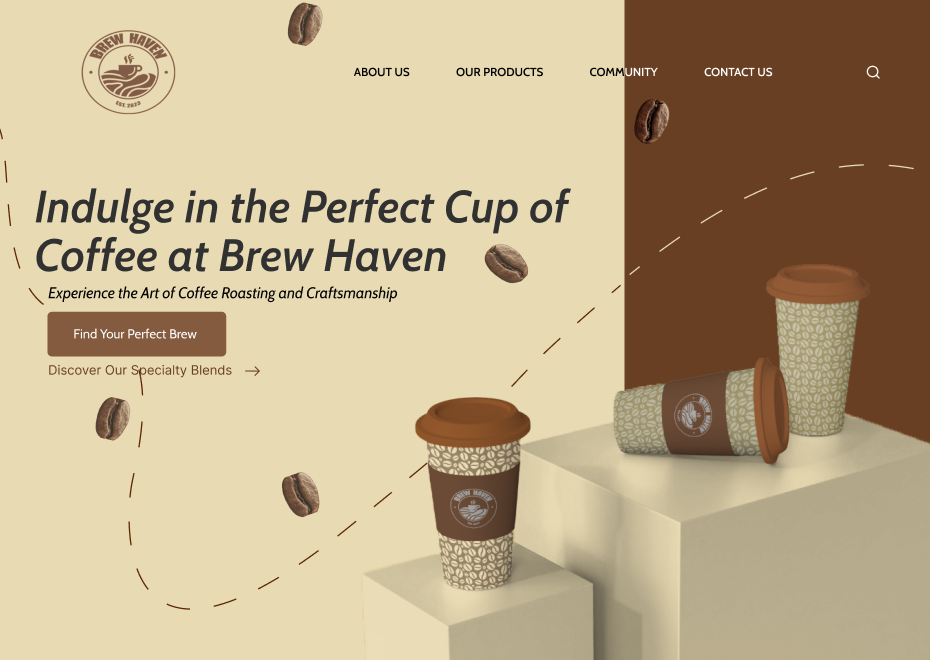 BREW HAVEN
EST. 2023
ABOUT US OUR PRODUCTS COMMUNITY CONTACT US
Indulge in the Perfect Cup of
Coffee at Brew Haven
Experience the Art of Coffee Roasting and Craftsmanship
Find Your Perfect Brew
Discover Our Specialty Blends →
BREW HAVEN
BREW HAVEN